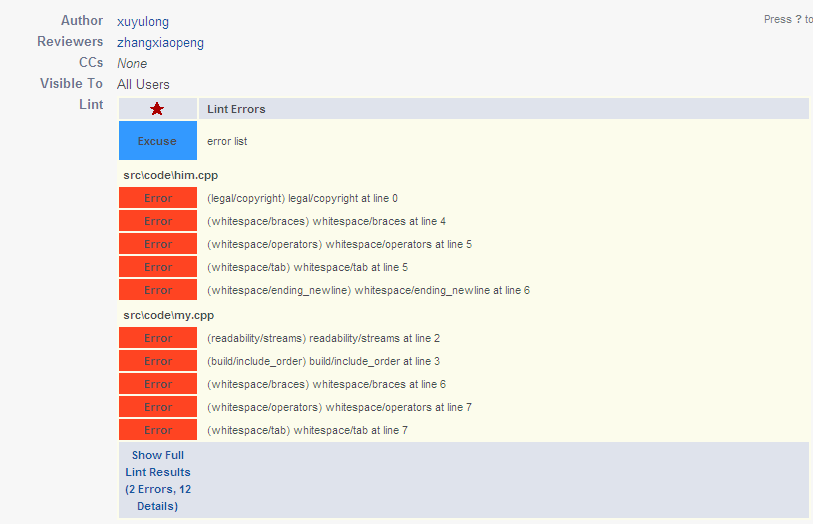 Author xuyulong
Press ? to
Reviewers zhangxiaopeng
CCs None
Visible To All Users
Lint
Lint Errors
Excuse error list
src\code\him.cpp
Error (legal/copyright) legal/copyright at line 0
Error (whitespace/braces) whitespace/braces at line 4
Error (whitespace/operators) whitespace/operators at line 5
Error (whitespace/tab) whitespace/tab at line 5
Error (whitespace/ending_newline) whitespace/ending_newline at line 6
src\code\my.cpp
Error (readability/streams) readability/streams at line 2
Error (build/include_order) build/include_order at line 3
Error (whitespace/braces) whitespace/braces at line 6
Error (whitespace/operators) whitespace/operators at line 7
Error (whitespace/tab) whitespace/tab at line 7
Show Full
Lint Results
(2 Errors, 12
Details)